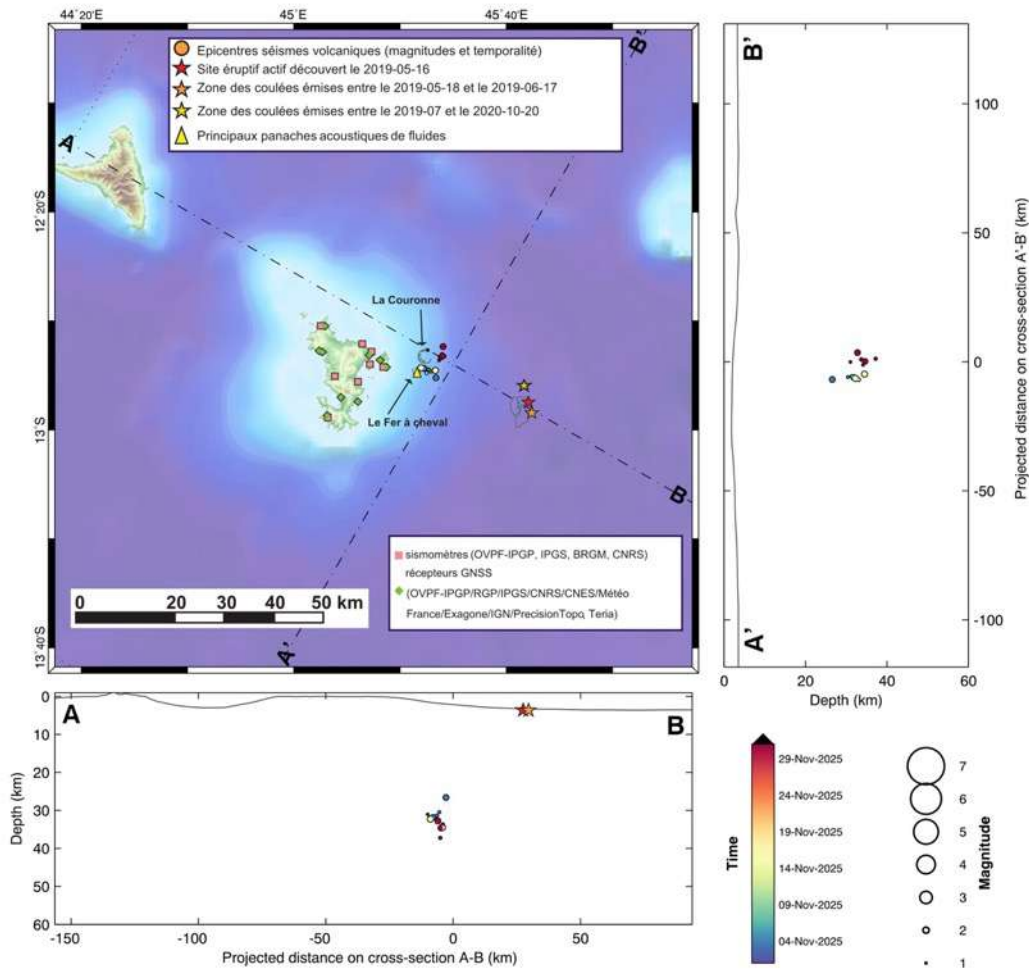 44°20'E
45°E
45°40'E
Epicentres séismes volcaniques (magnitudes et temporalité)
Site éruptif actif découvert le 2019-05-16
Zone des coulées émises entre le 2019-05-18 et le 2019-06-17
Zone des coulées émises entre le 2019-07 et le 2020-10-20
Principaux panaches acoustiques de fluides
A
B'
12°20'S
13°S
13°40'S
La Couronne
Le Fer à cheval
B
A'
sismomètres (OVPF-IPGP, IPGS, BRGM, CNRS)
récepteurs GNSS
(OVPF-IPGP/RGP/IPGS/CNRS/CNES/Météo
France/Exagone/IGN/PrecisionTopo, Teria)
0 20 30 40 50 km
B'
A'
100
50
0
-50
-100
Projected distance on cross-section A'-B' (km)
0 20 40 60
Depth (km)
A
B
0
10
20
30
40
50
60
Depth (km)
-150 -100 -50 0 50
Projected distance on cross-section A-B (km)
Time
29-Nov-2025
24-Nov-2025
19-Nov-2025
14-Nov-2025
09-Nov-2025
04-Nov-2025
7
6
5
4
3
2
1
Magnitude